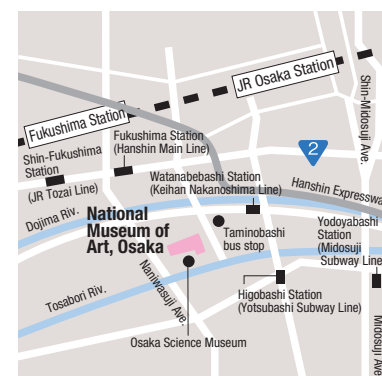 JR Osaka Station
Fukushima Station
Shin-Midosuji Ave.
Fukushima Station
(Hanshin Main Line)
2
Shin-Fukushima
Station
(JR Tozai Line)
Watanabebashi Station
(Keihan Nakanoshima Line)
Hanshin Expresswa
Dojima Riv.
National
Museum of
Art, Osaka
Taminobashi
bus stop
Yodoyabashi
Station
(Midosuji
Subway Line
Naniwasuji Ave.
Tosabori Riv.
Higobashi Station
(Yotsubashi Subway Line)
Osaka Science Museum
Midosuji Ave